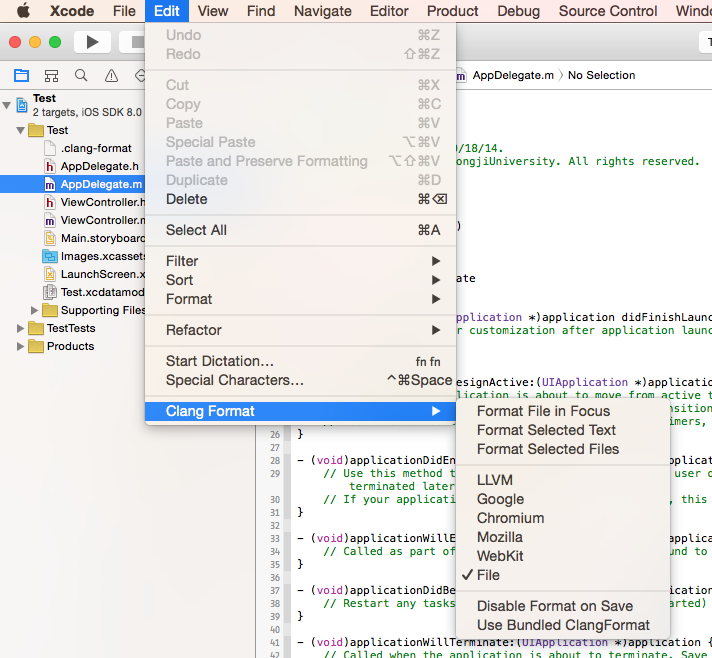 Xcode File Edit View Find Navigate Editor Product Debug Source Control Windo
AppDelegate.m 〉 No Selection
Test
2 targets, iOS SDK 8.0
Test
.clang-format
AppDelegate.h
AppDelegate.m
ViewController.h
ViewController.m
Main.storyboard
Images.xcassets
LaunchScreen.x
Test.xcdatamod
Supporting Files
TestTests
Products
Undo ⌘Z
Redo ⇧⌘Z
Cut ⌘X
Copy ⌘C
Paste ⌘V
Special Paste ⌥⌘V
Paste and Preserve Formatting ⌥⇧⌘V
Duplicate ⌘D
Delete ⌘⌫
Select All ⌘A
Filter ▶
Sort ▶
Format ▶
Refactor ▶
Start Dictation… fn fn
Special Characters… ^⌘Space
Clang Format ▶
Format File in Focus
Format Selected Text
Format Selected Files
LLVM
Google
Chromium
Mozilla
WebKit
✓ File
Disable Format on Save
Use Bundled ClangFormat
0/18/14.
ongjiUniversity. All rights reserved.
)
ate
pplication *)application didFinishLaunc
r customization after application launc
esignActive:(UIApplication *)applicatio
lication is about to move from active t
nsition
imers,
26 }
27
28 - (void)applicationDidEn pplicat
29 // Use this method t user d
terminated later
30 // If your applicati , this
31 }
32
33 - (void)applicationWillE pplicat
34 // Called as part of und to
35 }
36
37 - (void)applicationDidBe ication
38 // Restart any tasks arted)
39 }
40
41 - (void)applicationWillTerminate:(UIApplication *)application {
42 // Called when the application is about to terminate. Save